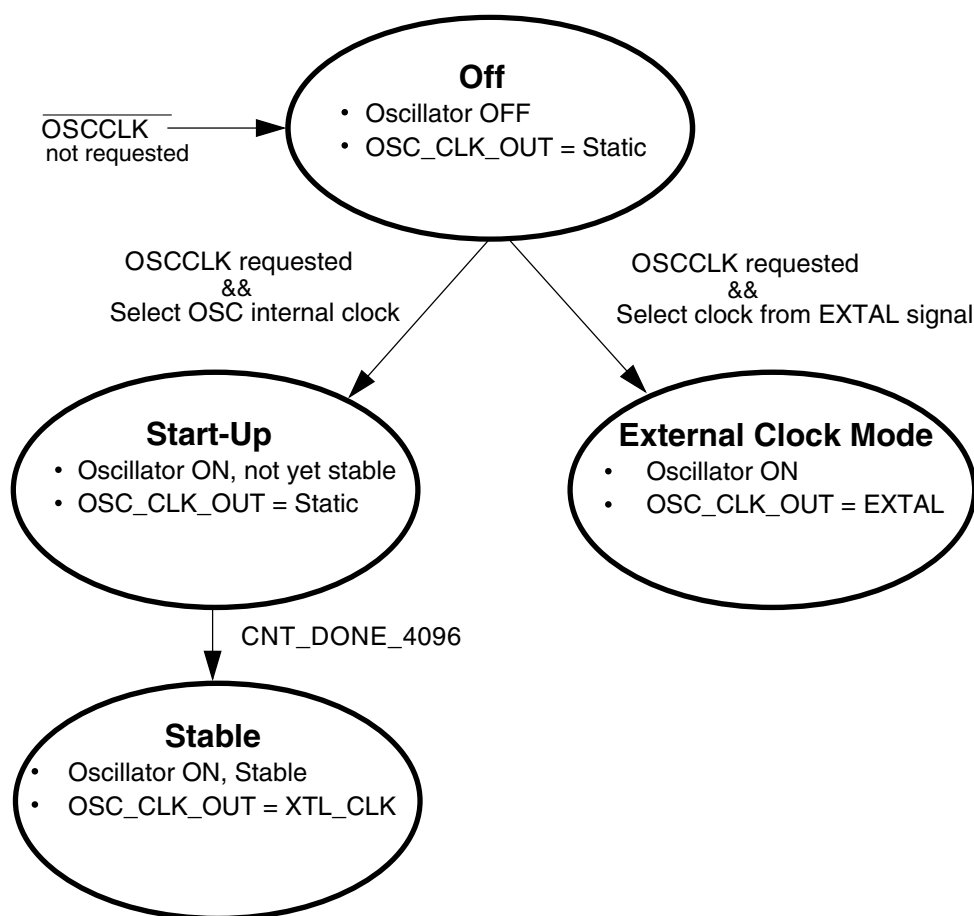 Off
• Oscillator OFF
• OSC_CLK_OUT = Static
OSCCLK
not requested
OSCCLK requested
&&
Select OSC internal clock
OSCCLK requested
&&
Select clock from EXTAL signal
Start-Up
• Oscillator ON, not yet stable
• OSC_CLK_OUT = Static
External Clock Mode
• Oscillator ON
• OSC_CLK_OUT = EXTAL
CNT_DONE_4096
Stable
• Oscillator ON, Stable
• OSC_CLK_OUT = XTL_CLK